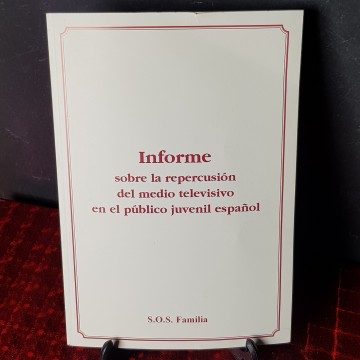 Informe
sobre la repercusión
del medio televisivo
en el público juvenil español
S.O.S. Familia